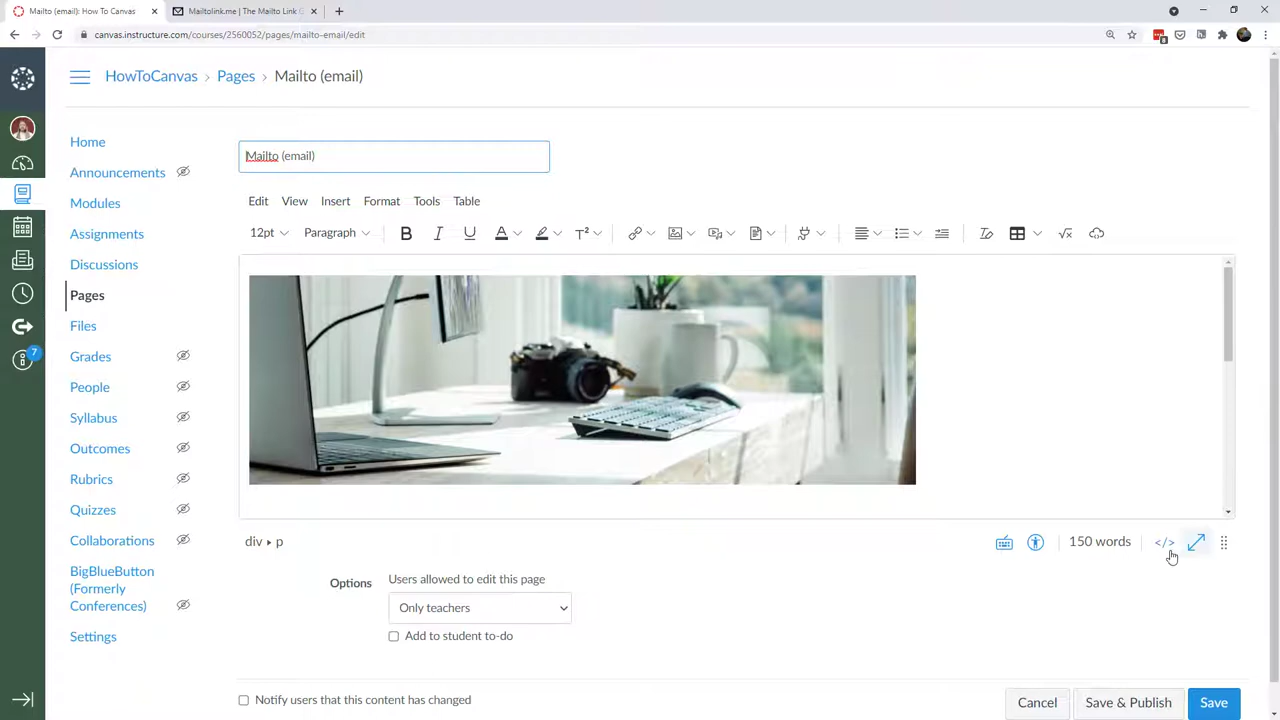 Mailto (email): How To Canvas
Mailtolink.me | The Mailto Link G
canvas.instructure.com/courses/2560052/pages/mailto-email/edit
8
HowToCanvas > Pages > Mailto (email)
Home
Announcements
Modules
Assignments
Discussions
Pages
Files
Grades
People
Syllabus
Outcomes
Rubrics
Quizzes
Collaborations
BigBlueButton
(Formerly
Conferences)
Settings
7
Mailto (email)
Edit View Insert Format Tools Table
12pt Paragraph B I U A T²
div ▸ p
150 words </>
Options
Users allowed to edit this page
Only teachers
Add to student to-do
Notify users that this content has changed
Cancel Save & Publish Save